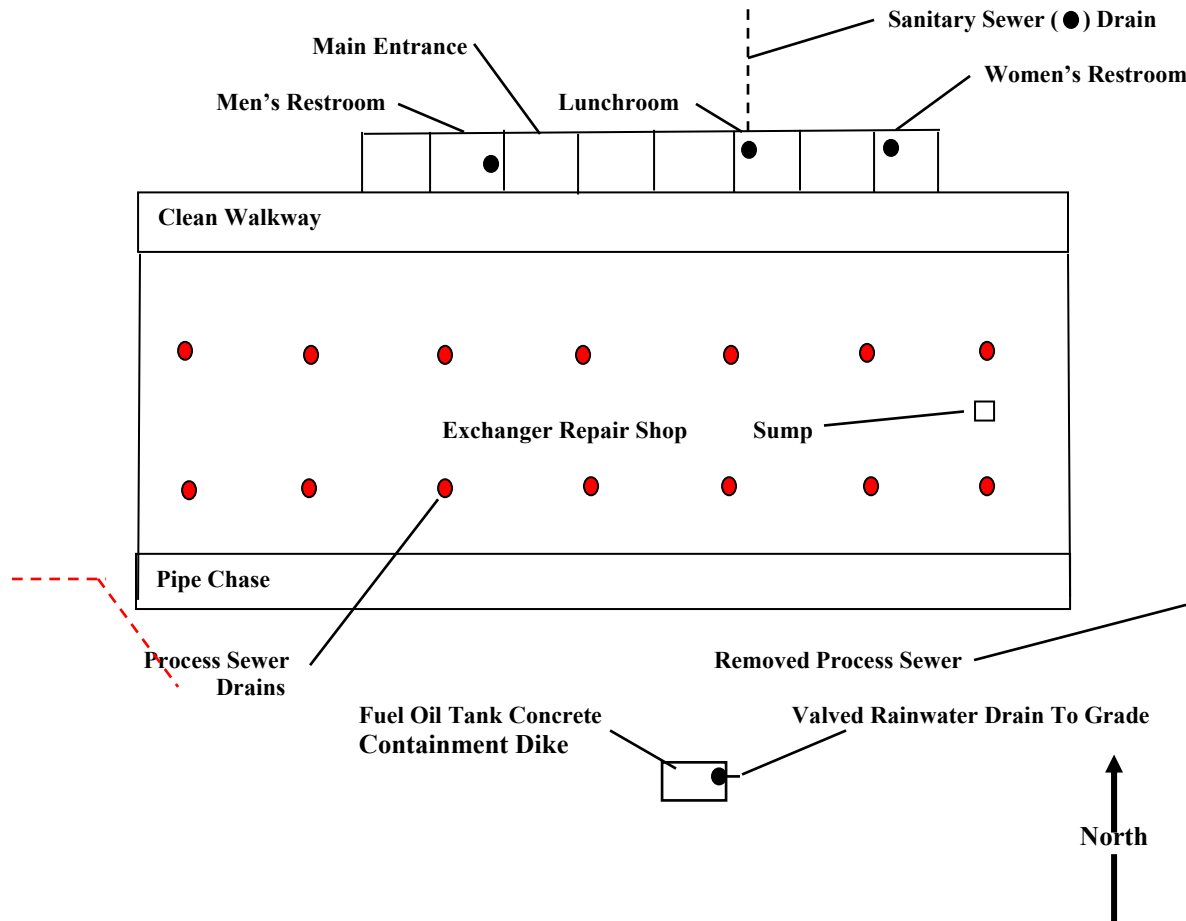 Sanitary Sewer ( ) Drain
Main Entrance
Women’s Restroom
Men’s Restroom
Lunchroom
Clean Walkway
Exchanger Repair Shop
Sump
Pipe Chase
Process Sewer
Drains
Removed Process Sewer
Fuel Oil Tank Concrete
Containment Dike
Valved Rainwater Drain To Grade
North